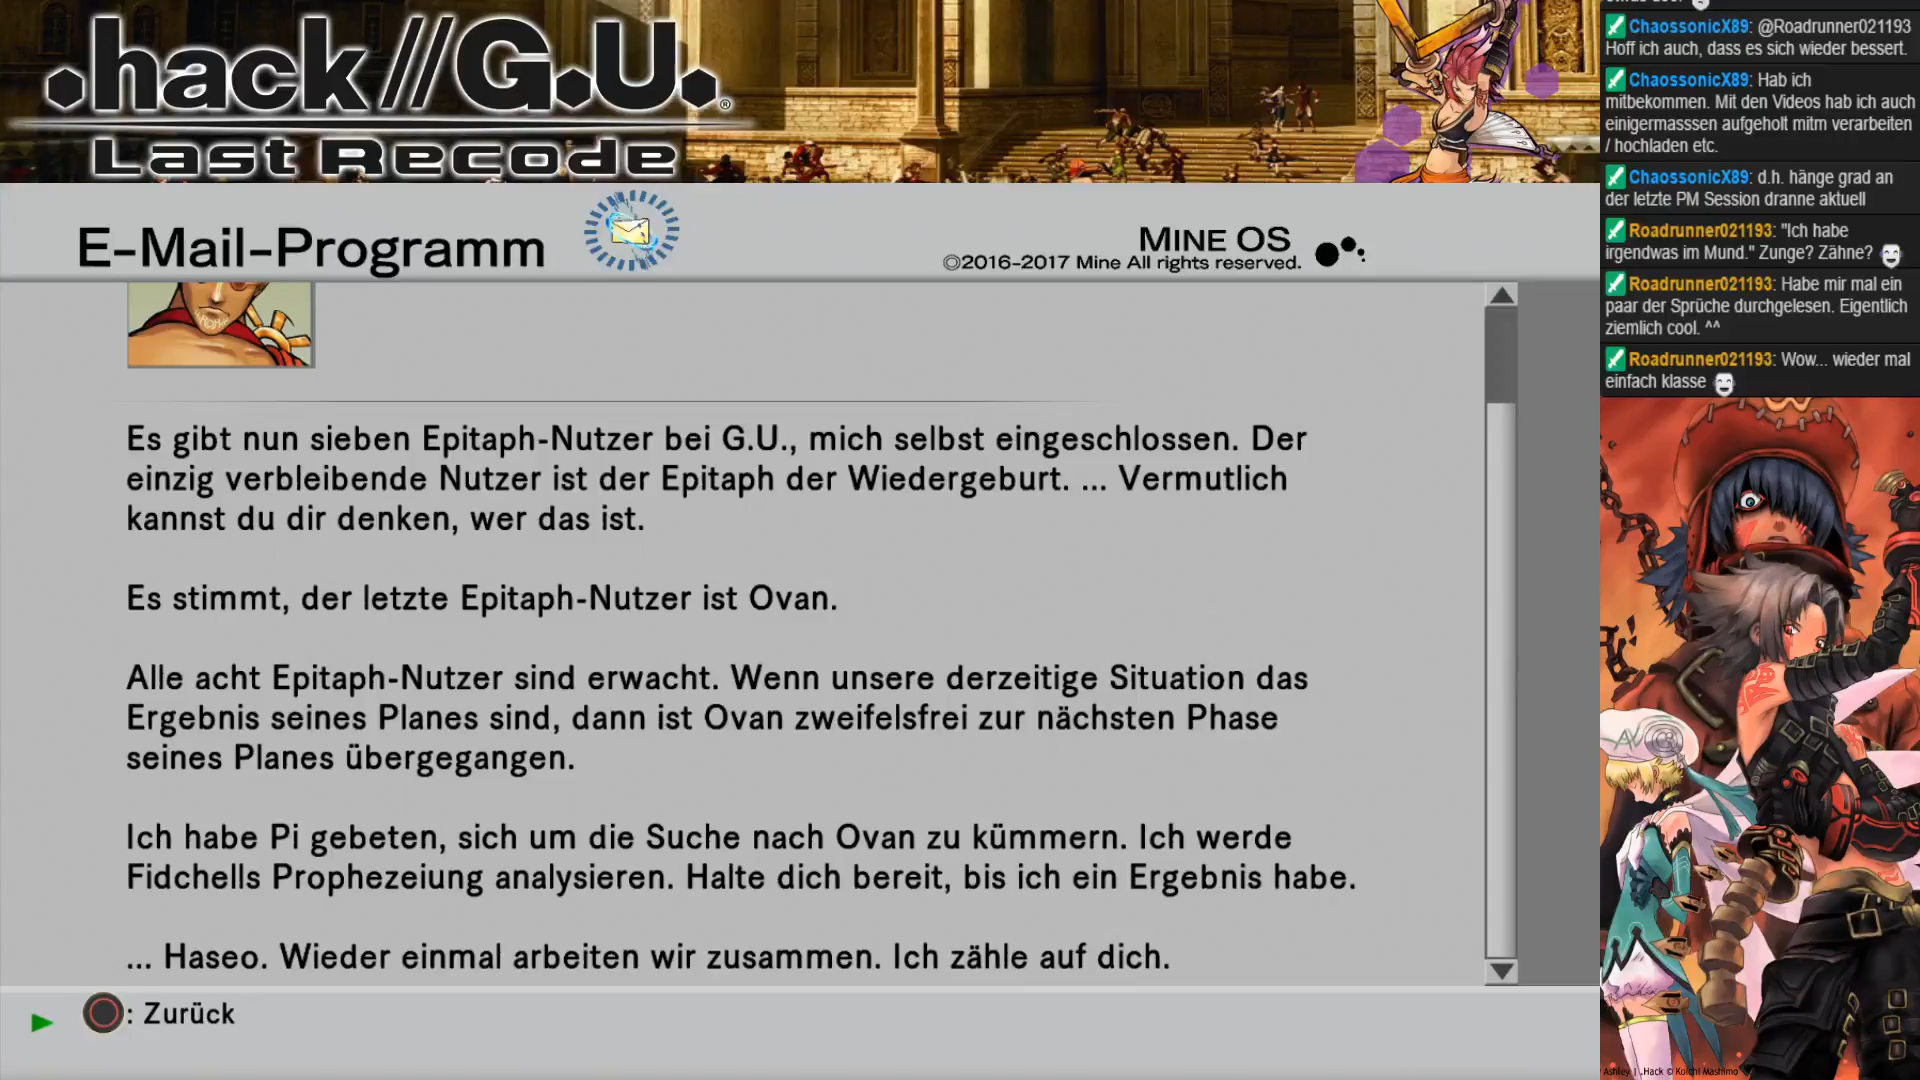 .hack//G.U.®
Last Recode
E-Mail-Programm
MINE OS
©2016-2017 Mine All rights reserved.
Es gibt nun sieben Epitaph-Nutzer bei G.U., mich selbst eingeschlossen. Der
einzig verbleibende Nutzer ist der Epitaph der Wiedergeburt. ... Vermutlich
kannst du dir denken, wer das ist.
Es stimmt, der letzte Epitaph-Nutzer ist Ovan.
Alle acht Epitaph-Nutzer sind erwacht. Wenn unsere derzeitige Situation das
Ergebnis seines Planes sind, dann ist Ovan zweifelsfrei zur nächsten Phase
seines Planes übergegangen.
Ich habe Pi gebeten, sich um die Suche nach Ovan zu kümmern. Ich werde
Fidchells Prophezeiung analysieren. Halte dich bereit, bis ich ein Ergebnis habe.
... Haseo. Wieder einmal arbeiten wir zusammen. Ich zähle auf dich.
: Zurück
ChaossonicX89: @Roadrunner021193
Hoff ich auch, dass es sich wieder bessert.
ChaossonicX89: Hab ich
mitbekommen. Mit den Videos hab ich auch
einigermasssen aufgeholt mitm verarbeiten
/ hochladen etc.
ChaossonicX89: d.h. hänge grad an
der letzte PM Session dranne aktuell
Roadrunner021193: "Ich habe
irgendwas im Mund." Zunge? Zähne?
Roadrunner021193: Habe mir mal ein
paar der Sprüche durchgelesen. Eigentlich
ziemlich cool. ^^
Roadrunner021193: Wow... wieder mal
einfach klasse
Ashley | .Hack © Koichi Mashimo